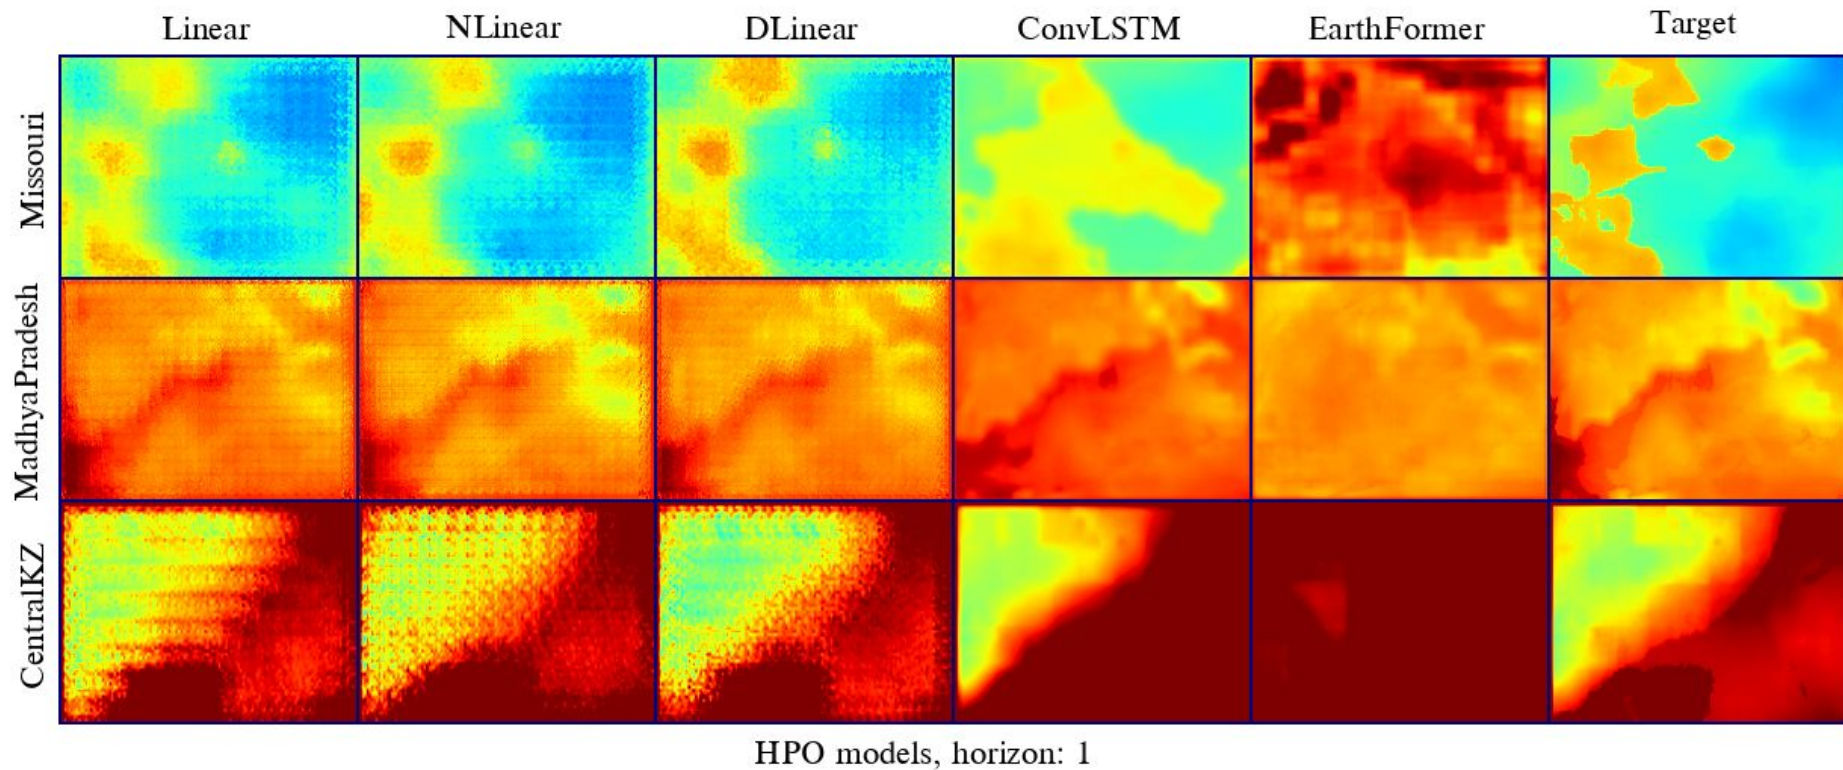 Linear NLinear DLinear ConvLSTM EarthFormer Target
Missouri
MadhyaPradesh
CentralKZ
HPO models, horizon: 1